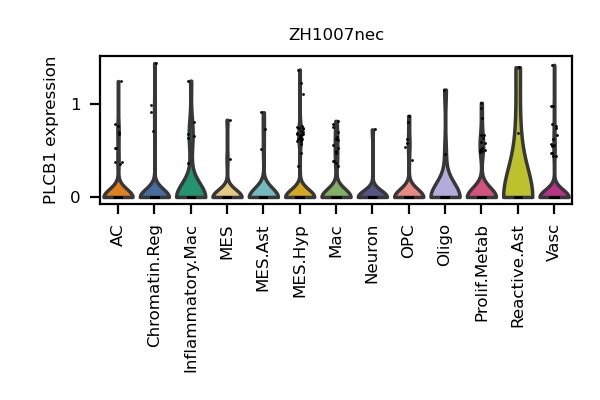 ZH1007nec
PLCB1 expression
1
0
AC
Chromatin.Reg
Inflammatory.Mac
MES
MES.Ast
MES.Hyp
Mac
Neuron
OPC
Oligo
Prolif.Metab
Reactive.Ast
Vasc